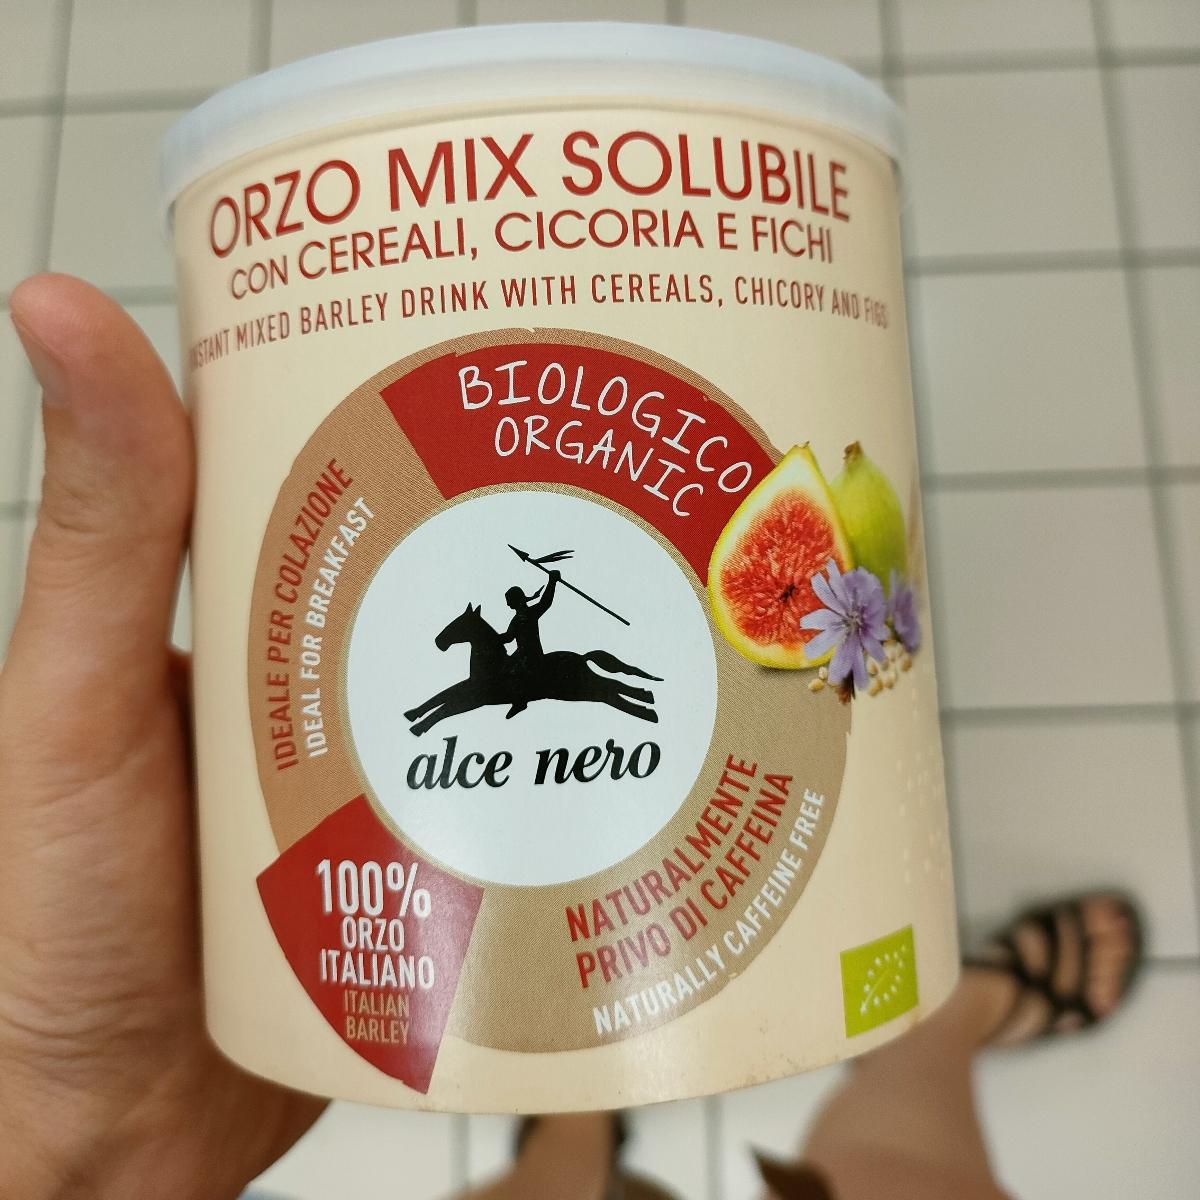 ORZO MIX SOLUBILE
CON CEREALI, CICORIA E FICHI
INSTANT MIXED BARLEY DRINK WITH CEREALS, CHICORY AND FIGS
BIOLOGICO
ORGANIC
IDEALE PER COLAZIONE
IDEAL FOR BREAKFAST
alce nero
100%
ORZO
ITALIANO
ITALIAN
BARLEY
NATURALMENTE
PRIVO DI CAFFEINA
NATURALLY CAFFEINE FREE